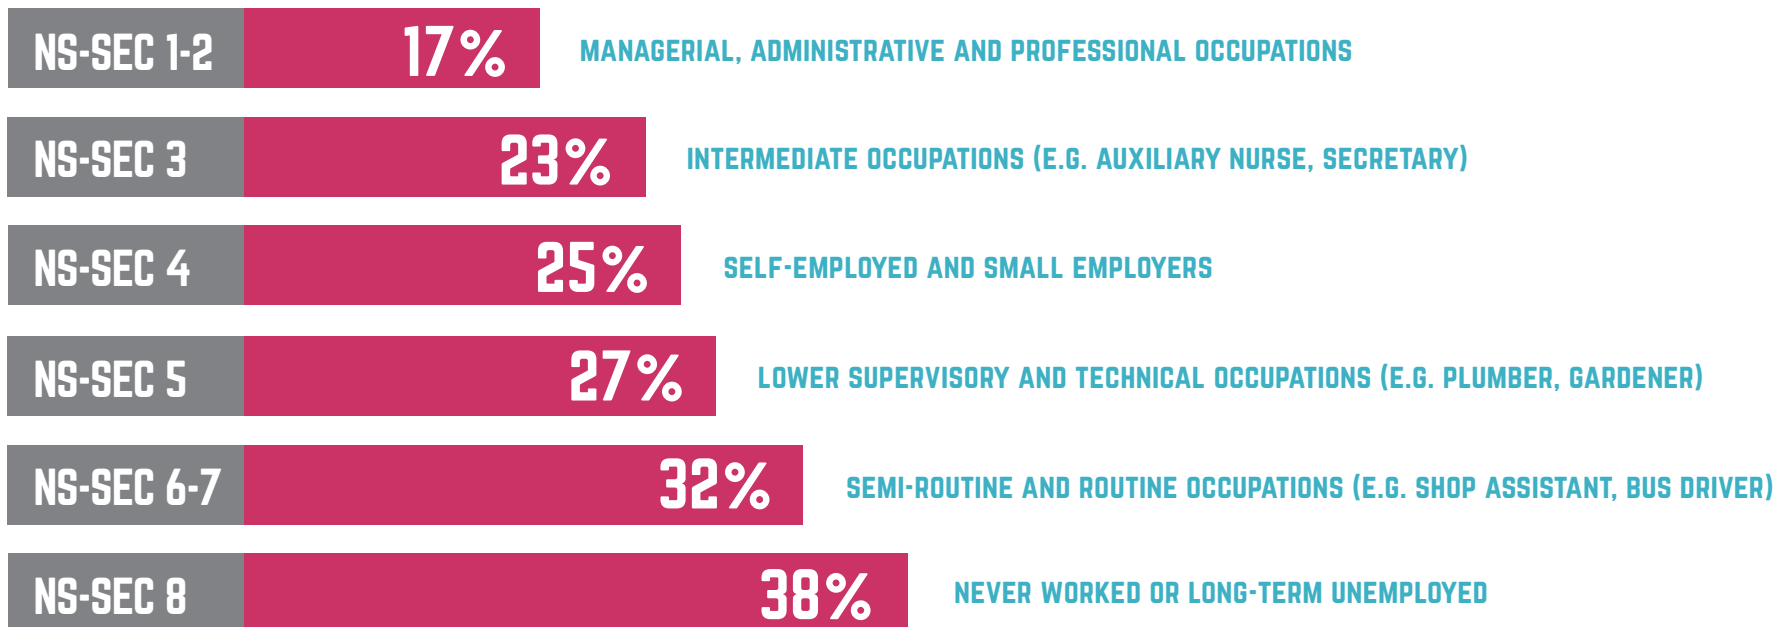 NS-SEC 1-2 17% MANAGERIAL, ADMINISTRATIVE AND PROFESSIONAL OCCUPATIONS
NS-SEC 3 23% INTERMEDIATE OCCUPATIONS (E.G. AUXILIARY NURSE, SECRETARY)
NS-SEC 4 25% SELF-EMPLOYED AND SMALL EMPLOYERS
NS-SEC 5 27% LOWER SUPERVISORY AND TECHNICAL OCCUPATIONS (E.G. PLUMBER, GARDENER)
NS-SEC 6-7 32% SEMI-ROUTINE AND ROUTINE OCCUPATIONS (E.G. SHOP ASSISTANT, BUS DRIVER)
NS-SEC 8 38% NEVER WORKED OR LONG-TERM UNEMPLOYED